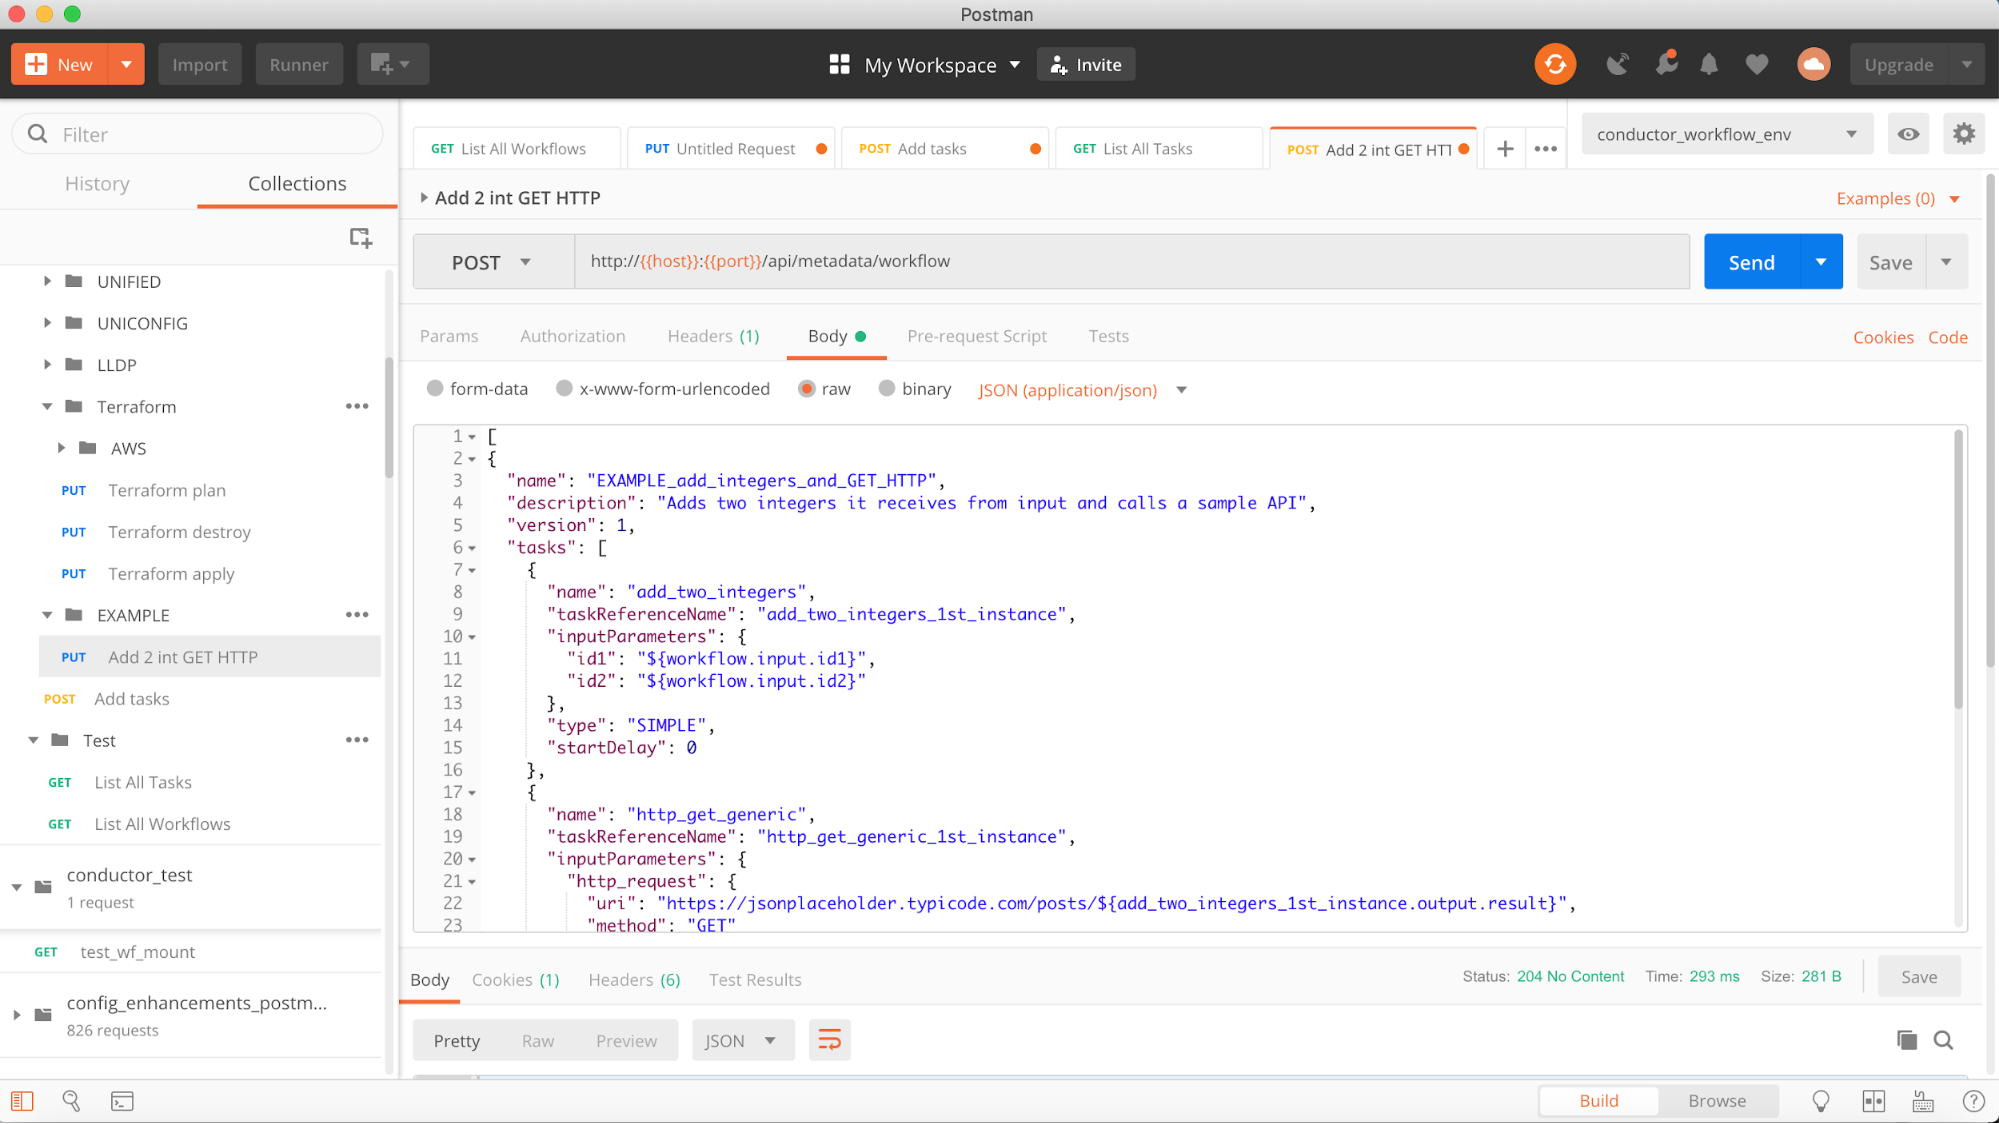 Postman
New
Import
Runner
My Workspace
Invite
Upgrade
Filter
History
Collections
UNIFIED
UNICONFIG
LLDP
Terraform
AWS
PUT Terraform plan
PUT Terraform destroy
PUT Terraform apply
EXAMPLE
PUT Add 2 int GET HTTP
POST Add tasks
Test
GET List All Tasks
GET List All Workflows
conductor_test
1 request
GET test_wf_mount
config_enhancements_postm...
826 requests
GET List All Workflows
PUT Untitled Request
POST Add tasks
GET List All Tasks
POST Add 2 int GET HTT
conductor_workflow_env
Add 2 int GET HTTP
Examples (0)
POST
http://{{host}}:{{port}}/api/metadata/workflow
Send
Save
Params
Authorization
Headers (1)
Body
Pre-request Script
Tests
Cookies
Code
form-data
x-www-form-urlencoded
raw
binary
JSON (application/json)
1 [
2 {
3 "name": "EXAMPLE_add_integers_and_GET_HTTP",
4 "description": "Adds two integers it receives from input and calls a sample API",
5 "version": 1,
6 "tasks": [
7 {
8 "name": "add_two_integers",
9 "taskReferenceName": "add_two_integers_1st_instance",
10 "inputParameters": {
11 "id1": "${workflow.input.id1}",
12 "id2": "${workflow.input.id2}"
13 },
14 "type": "SIMPLE",
15 "startDelay": 0
16 },
17 {
18 "name": "http_get_generic",
19 "taskReferenceName": "http_get_generic_1st_instance",
20 "inputParameters": {
21 "http_request": {
22 "uri": "https://jsonplaceholder.typicode.com/posts/${add_two_integers_1st_instance.output.result}",
23 "method": "GET"
Body
Cookies (1)
Headers (6)
Test Results
Status: 204 No Content
Time: 293 ms
Size: 281 B
Save
Pretty
Raw
Preview
JSON
Build
Browse